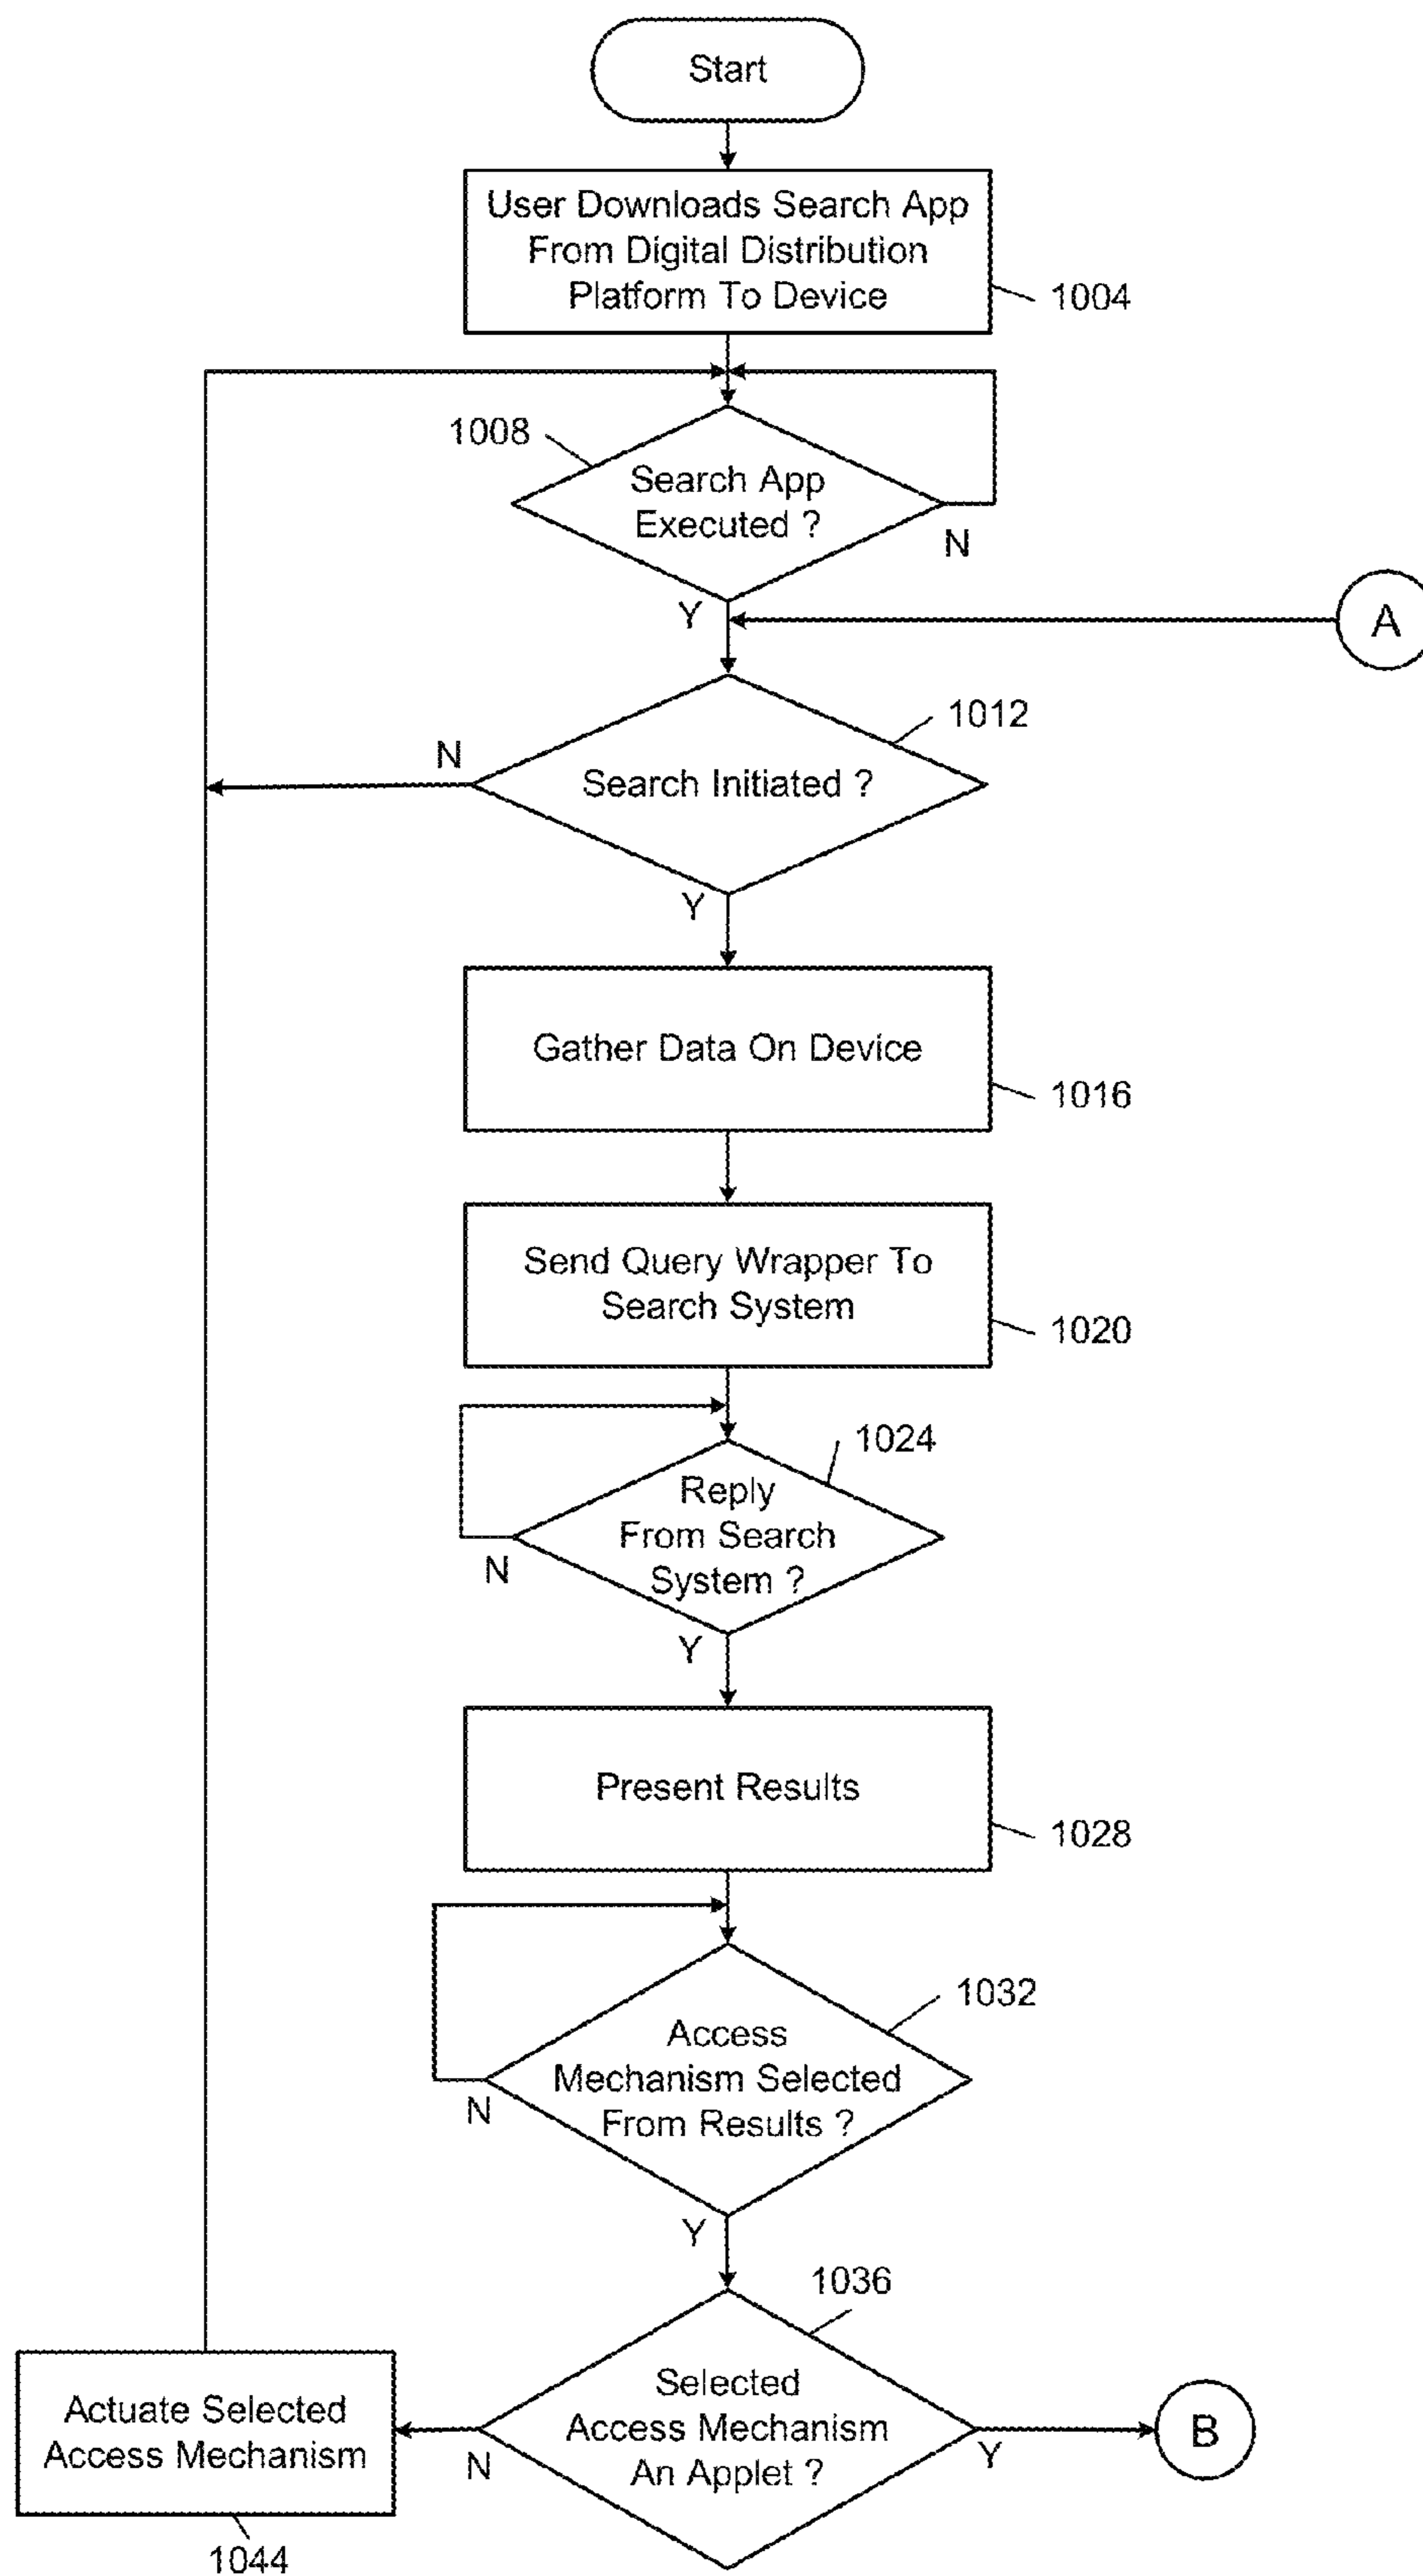 Start
User Downloads Search App
From Digital Distribution
Platform To Device
1004
1008
Search App
Executed ?
N
Y
A
1012
N
Search Initiated ?
Y
Gather Data On Device
1016
Send Query Wrapper To
Search System
1020
1024
Reply
From Search
System ?
N
Y
Present Results
1028
1032
Access
Mechanism Selected
From Results ?
N
Y
1036
Selected
Access Mechanism
An Applet ?
N
Y
B
Actuate Selected
Access Mechanism
1044